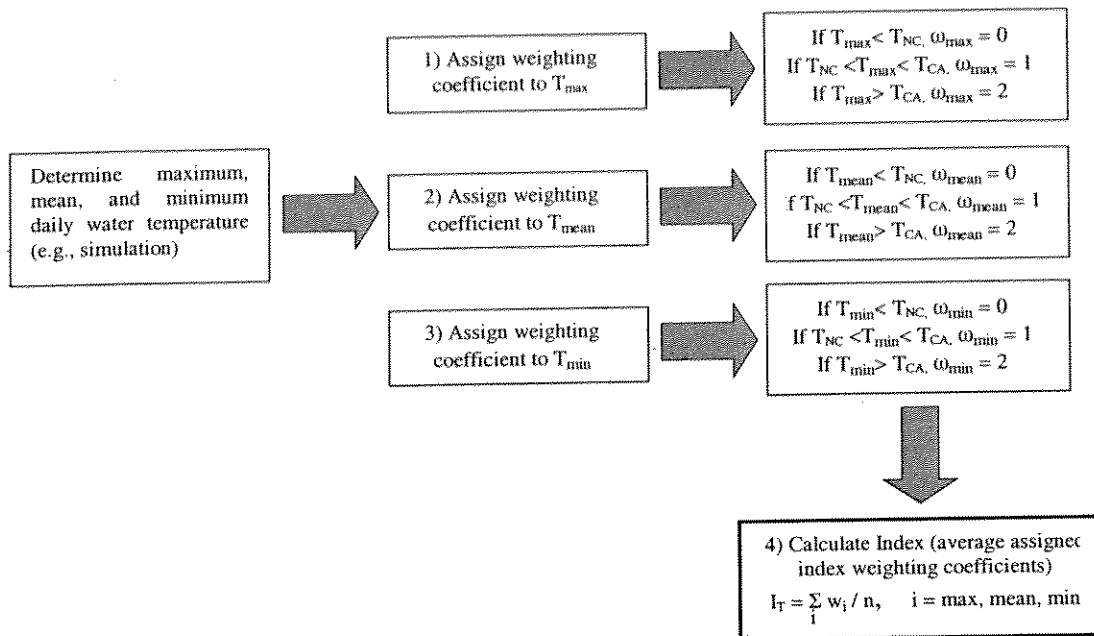 Determine maximum,
mean, and minimum
daily water temperature
(e.g., simulation)
1) Assign weighting
coefficient to Tmax
If Tmax< TNC, ωmax = 0
If TNC <Tmax< TCA, ωmax = 1
If Tmax> TCA, ωmax = 2
2) Assign weighting
coefficient to Tmean
If Tmean< TNC, ωmean = 0
f TNC <Tmean< TCA, ωmean = 1
If Tmean> TCA, ωmean = 2
3) Assign weighting
coefficient to Tmin
If Tmin< TNC, ωmin = 0
If TNC <Tmin< TCA, ωmin = 1
If Tmin> TCA, ωmin = 2
4) Calculate Index (average assigned
index weighting coefficients)
IT = Σ wi / n, i = max, mean, min
i